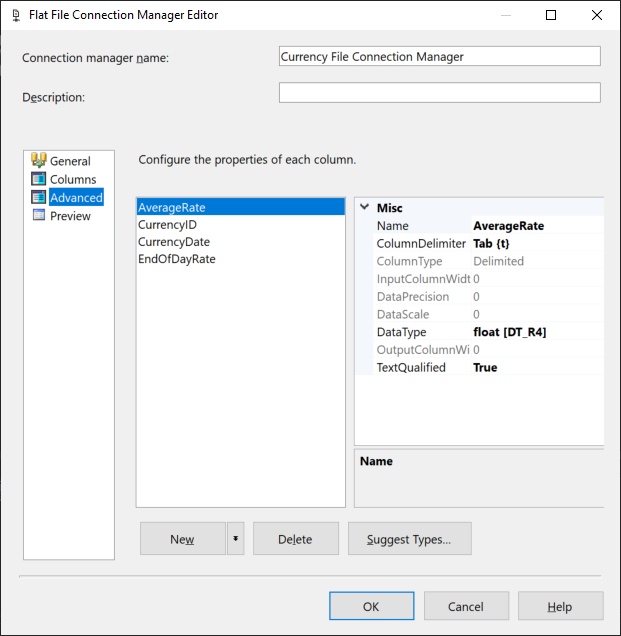 Flat File Connection Manager Editor
Connection manager name: Currency File Connection Manager
Description:
General
Columns
Advanced
Preview
Configure the properties of each column.
AverageRate
CurrencyID
CurrencyDate
EndOfDayRate
Misc
Name AverageRate
ColumnDelimiter Tab {t}
ColumnType Delimited
InputColumnWidt 0
DataPrecision 0
DataScale 0
DataType float [DT_R4]
OutputColumnWi 0
TextQualified True
Name
New Delete Suggest Types...
OK Cancel Help